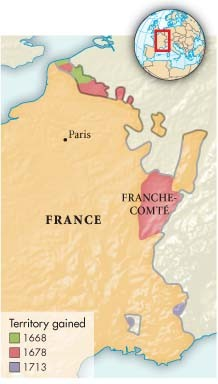 Paris
FRANCHE-
COMTÉ
FRANCE
Territory gained
1668
1678
1713